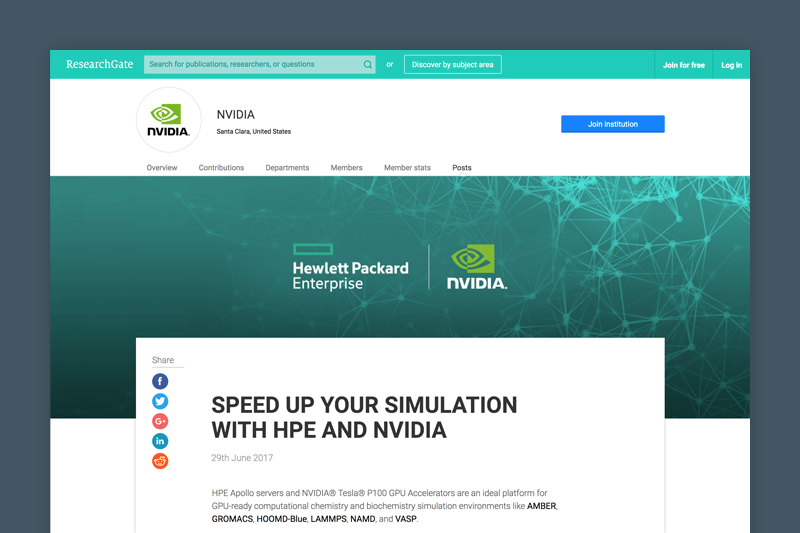 ResearchGate
Search for publications, researchers, or questions
or
Discover by subject area
Join for free
Log in
NVIDIA.
NVIDIA
Santa Clara, United States
Join institution
Overview
Contributions
Departments
Members
Member stats
Posts
Hewlett Packard
Enterprise
NVIDIA.
Share
f
G+
in
SPEED UP YOUR SIMULATION
WITH HPE AND NVIDIA
29th June 2017
HPE Apollo servers and NVIDIA® Tesla® P100 GPU Accelerators are an ideal platform for
GPU-ready computational chemistry and biochemistry simulation environments like AMBER,
GROMACS, HOOMD-Blue, LAMMPS, NAMD, and VASP.